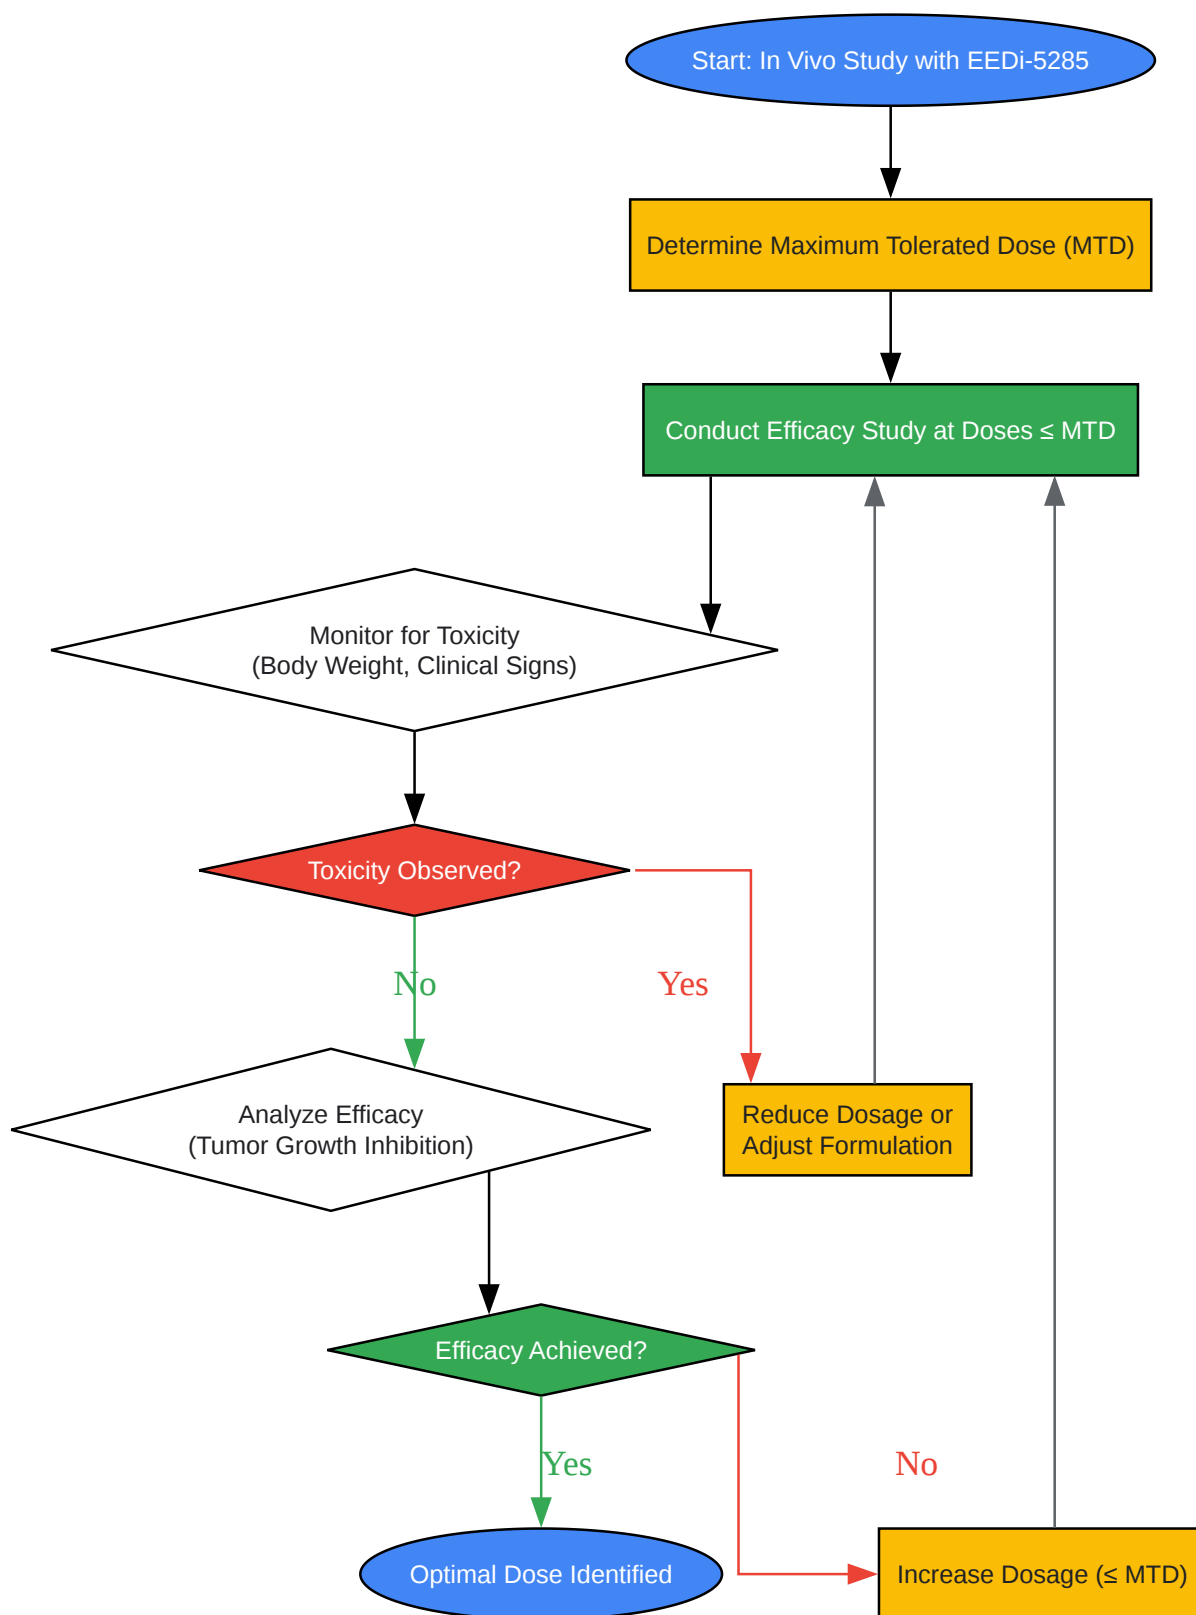 Start: In Vivo Study with EEDi-5285
Determine Maximum Tolerated Dose (MTD)
Conduct Efficacy Study at Doses ≤ MTD
Monitor for Toxicity
(Body Weight, Clinical Signs)
Toxicity Observed?
No
Yes
Analyze Efficacy
(Tumor Growth Inhibition)
Reduce Dosage or
Adjust Formulation
Efficacy Achieved?
Yes
No
Optimal Dose Identified
Increase Dosage (≤ MTD)